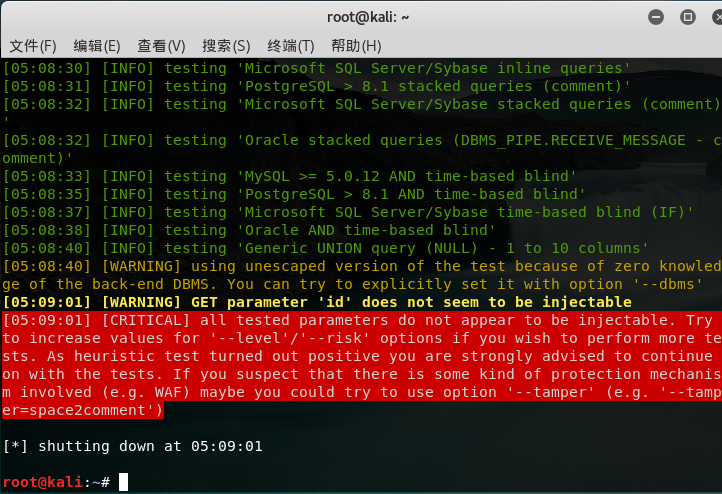 root@kali: ~
文件(F) 编辑(E) 查看(V) 搜索(S) 终端(T) 帮助(H)
[05:08:30] [INFO] testing 'Microsoft SQL Server/Sybase inline queries'
[05:08:31] [INFO] testing 'PostgreSQL > 8.1 stacked queries (comment)'
[05:08:32] [INFO] testing 'Microsoft SQL Server/Sybase stacked queries (comment)
'
[05:08:32] [INFO] testing 'Oracle stacked queries (DBMS_PIPE.RECEIVE_MESSAGE - c
omment)'
[05:08:33] [INFO] testing 'MySQL >= 5.0.12 AND time-based blind'
[05:08:35] [INFO] testing 'PostgreSQL > 8.1 AND time-based blind'
[05:08:37] [INFO] testing 'Microsoft SQL Server/Sybase time-based blind (IF)'
[05:08:38] [INFO] testing 'Oracle AND time-based blind'
[05:08:40] [INFO] testing 'Generic UNION query (NULL) - 1 to 10 columns'
[05:08:40] [WARNING] using unescaped version of the test because of zero knowled
ge of the back-end DBMS. You can try to explicitly set it with option '--dbms'
[05:09:01] [WARNING] GET parameter 'id' does not seem to be injectable
[05:09:01] [CRITICAL] all tested parameters do not appear to be injectable. Try
to increase values for '--level'/'--risk' options if you wish to perform more te
sts. As heuristic test turned out positive you are strongly advised to continue
on with the tests. If you suspect that there is some kind of protection mechanis
m involved (e.g. WAF) maybe you could try to use option '--tamper' (e.g. '--tamp
er=space2comment')
[*] shutting down at 05:09:01
root@kali:~#